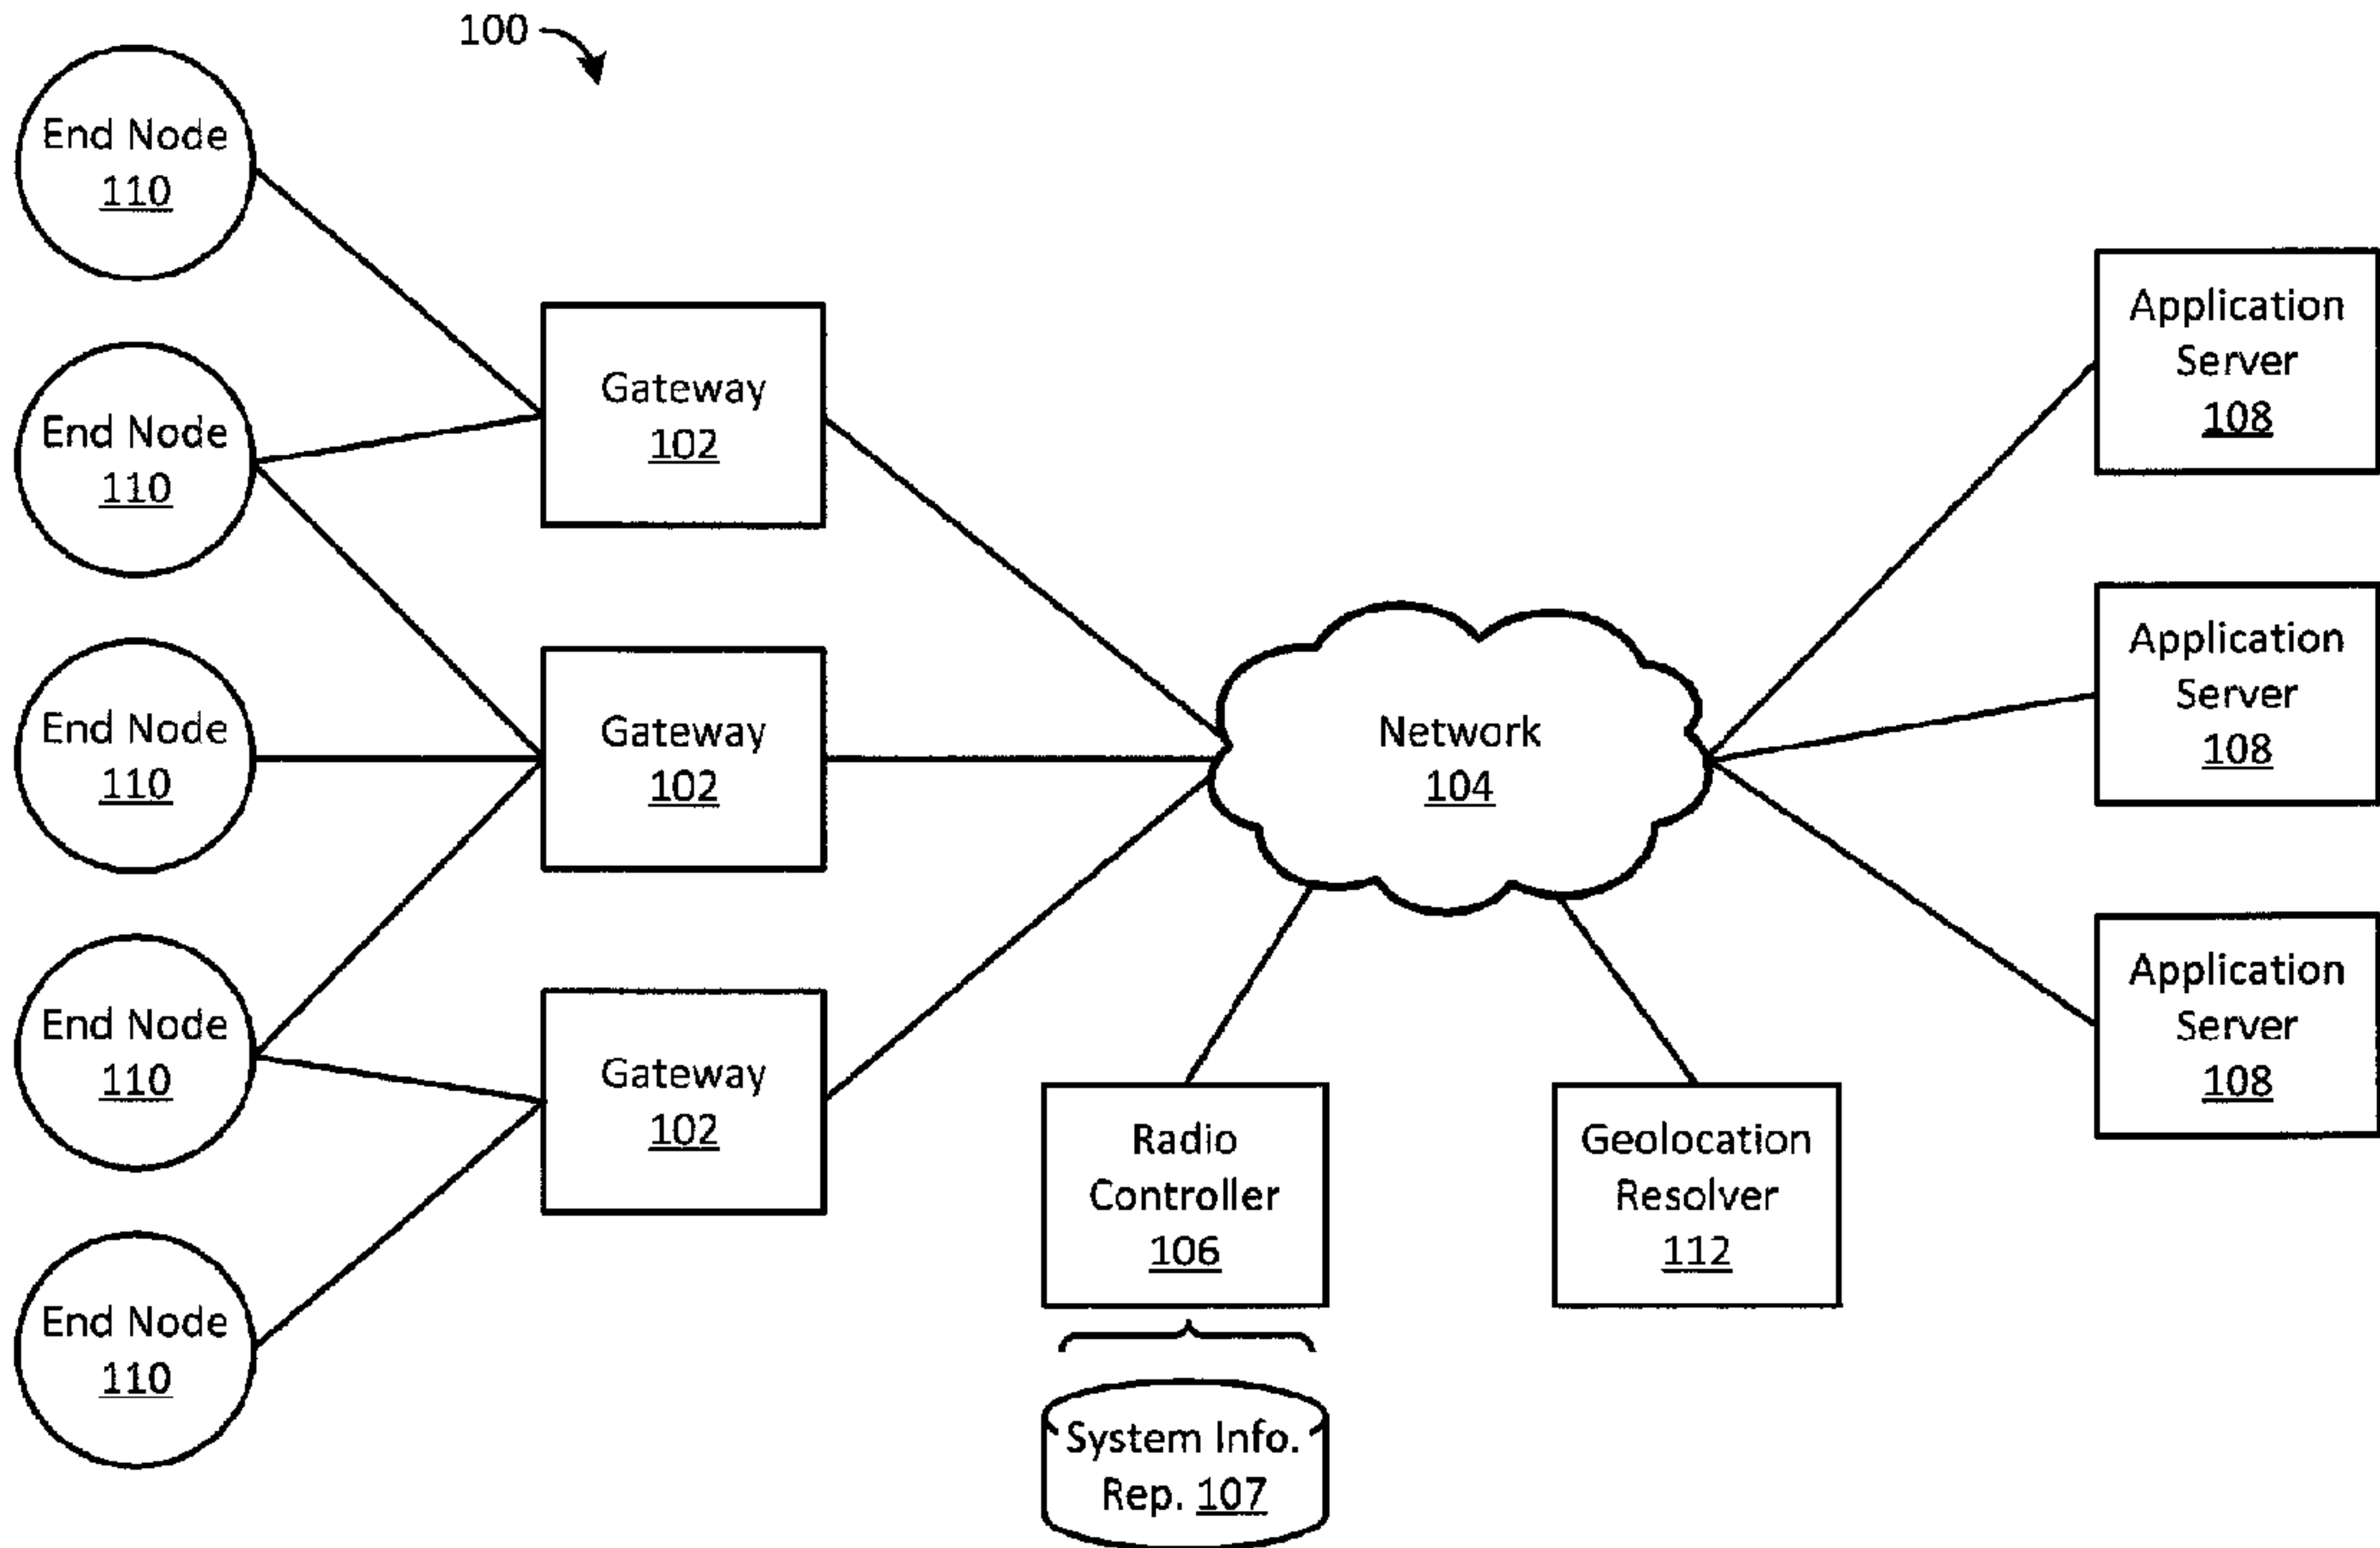 100
End Node
110
End Node
110
End Node
110
End Node
110
End Node
110
Gateway
102
Gateway
102
Gateway
102
Network
104
Radio
Controller
106
System Info.
Rep. 107
Geolocation
Resolver
112
Application
Server
108
Application
Server
108
Application
Server
108